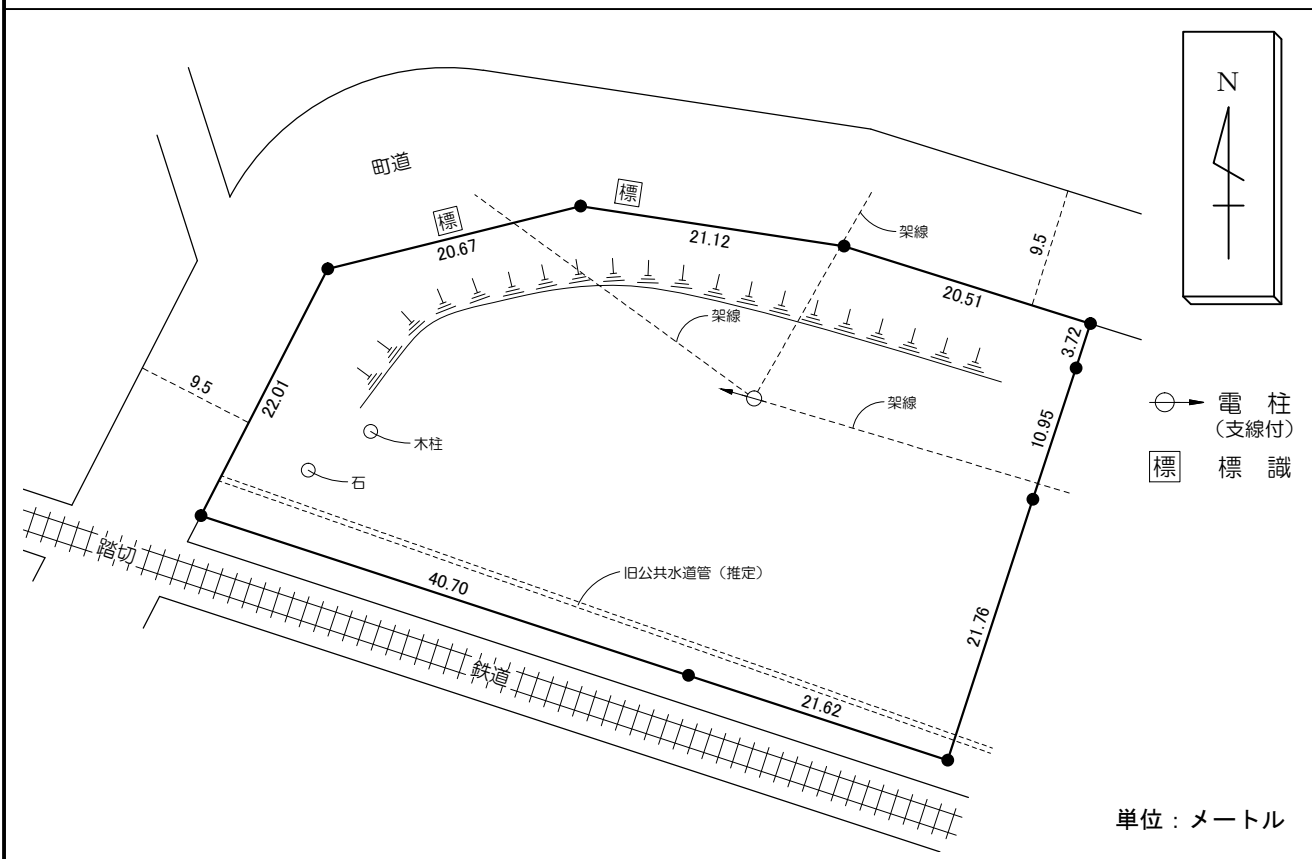 N
町道
標
標
20.67
21.12
架線
9.5
20.51
架線
3.72
9.5
22.01
架線
10.95
電 柱
(支線付)
標 標 識
木柱
石
踏切
40.70
旧公共水道管(推定)
21.76
鉄道
21.62
単位:メートル